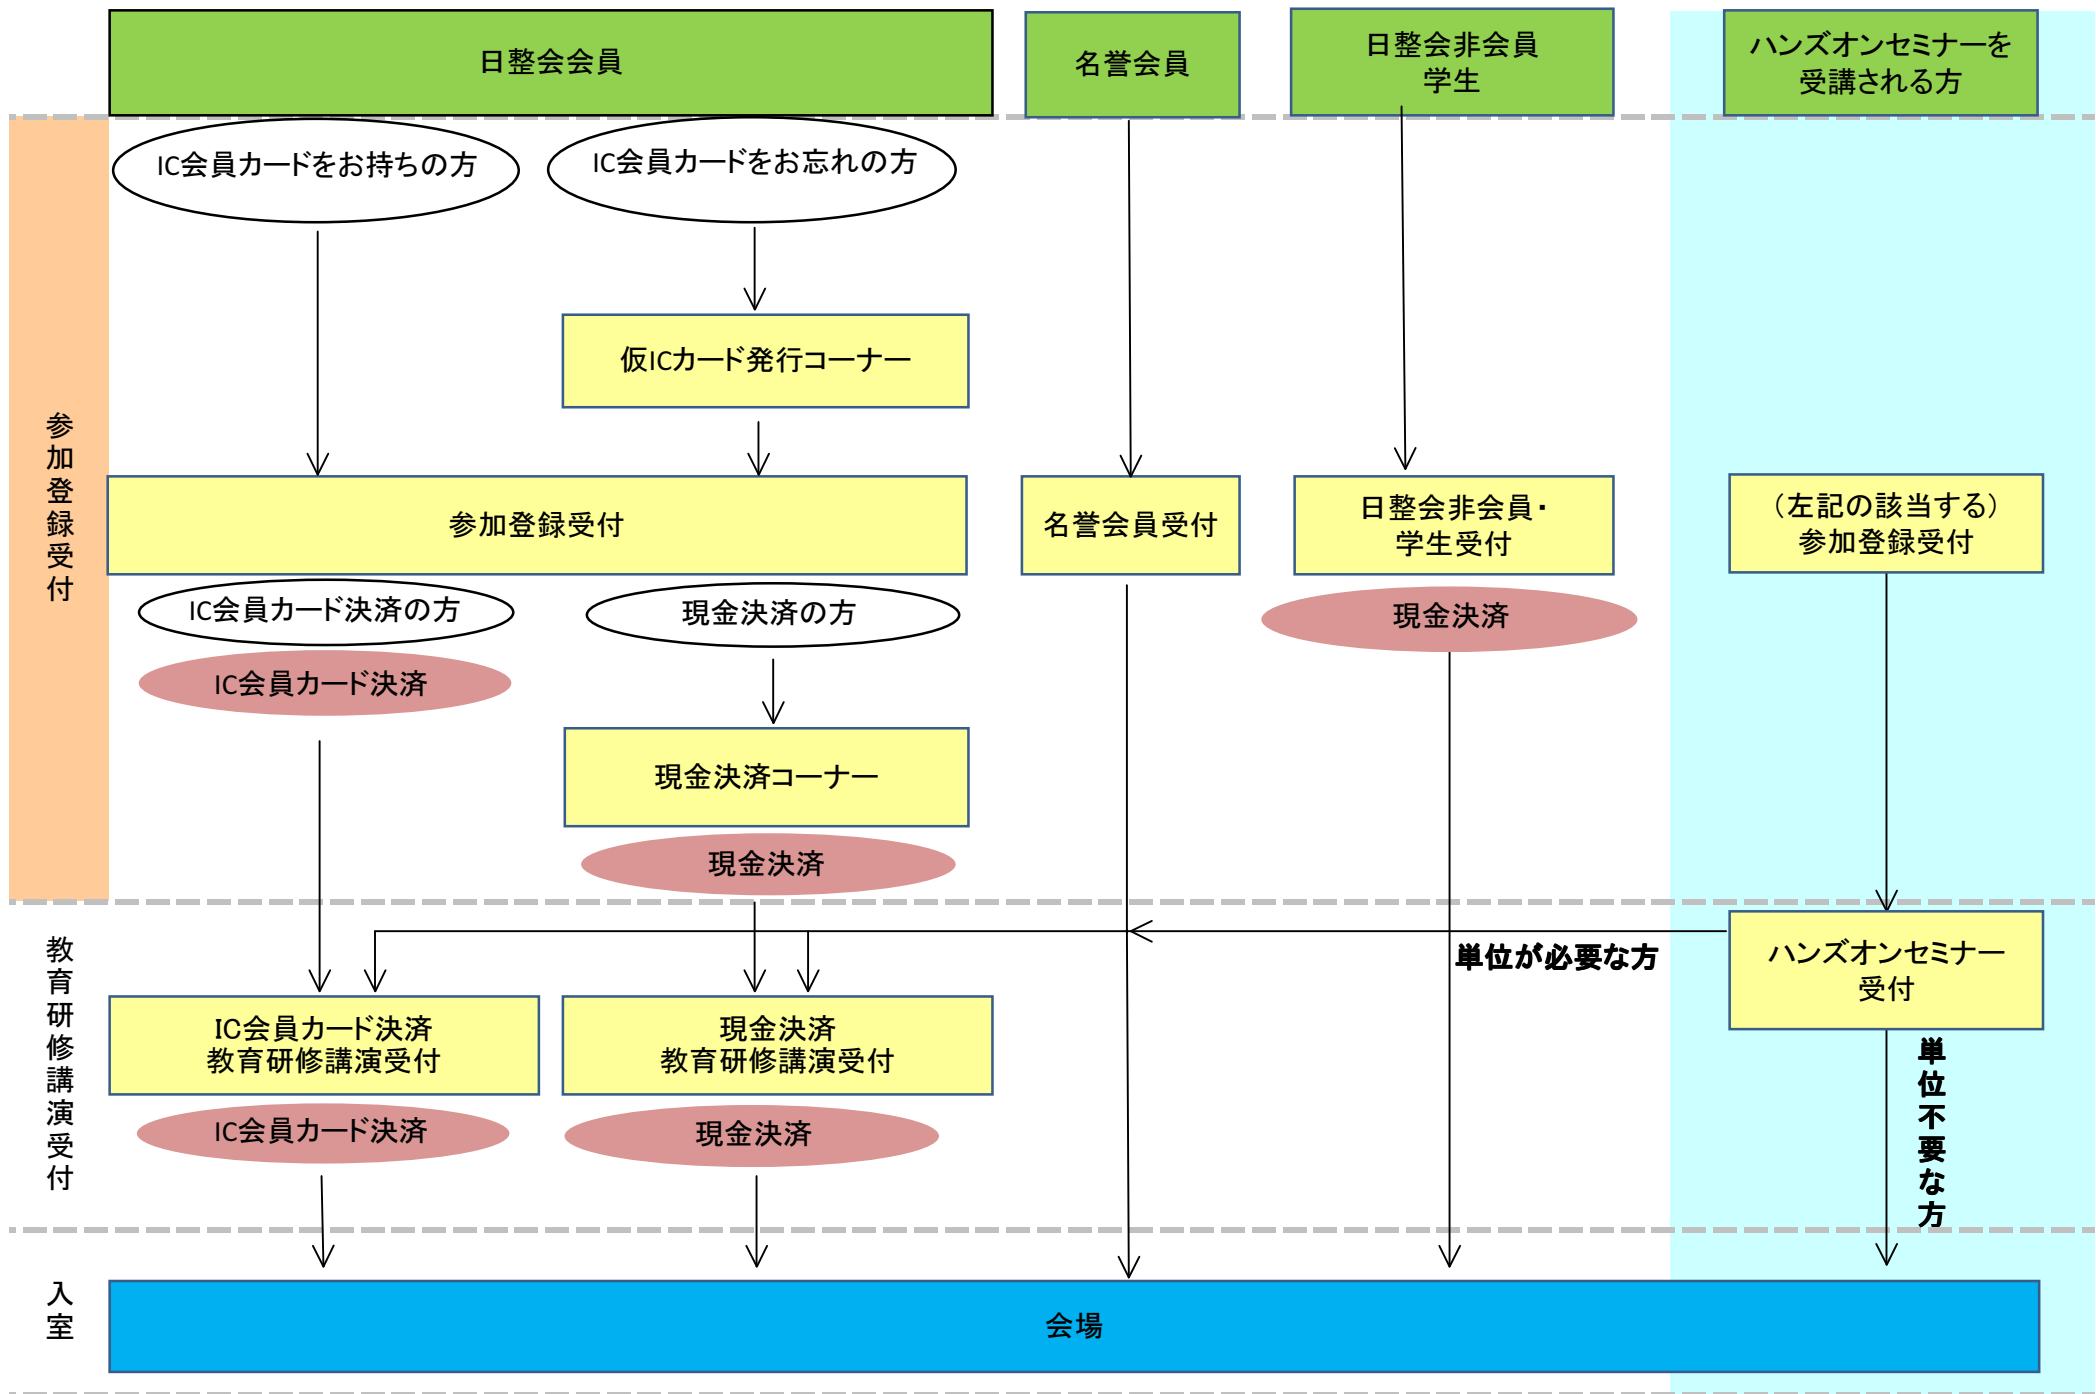 日整会会員
名誉会員
日整会非会員
学生
ハンズオンセミナーを
受講される方
参加登録受付
IC会員カードをお持ちの方
IC会員カードをお忘れの方
仮ICカード発行コーナー
参加登録受付
名誉会員受付
日整会非会員・
学生受付
（左記の該当する）
参加登録受付
IC会員カード決済の方
現金決済の方
現金決済
IC会員カード決済
現金決済コーナー
現金決済
教育研修講演受付
単位が必要な方
ハンズオンセミナー
受付
IC会員カード決済
教育研修講演受付
現金決済
教育研修講演受付
単位不要な方
IC会員カード決済
現金決済
入室
会場